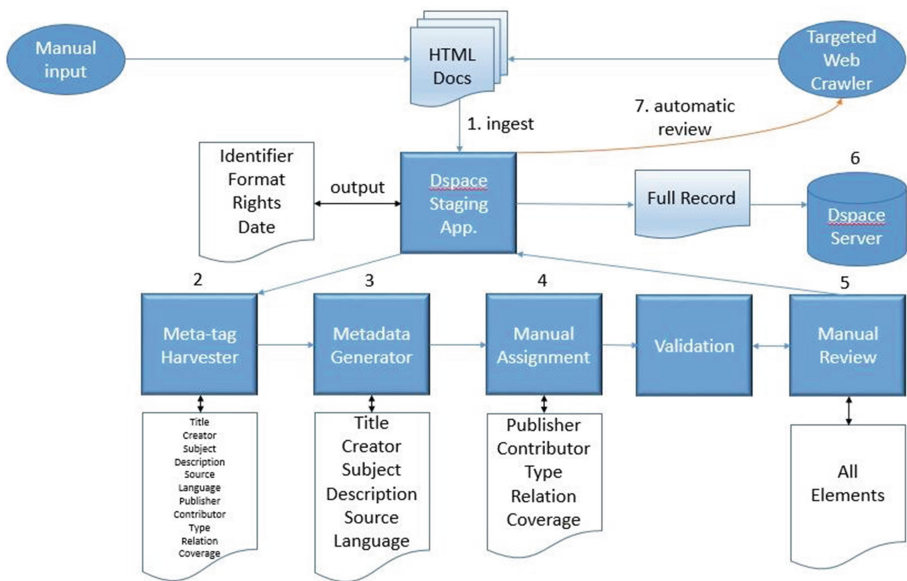 Manual
input
HTML
Docs
Targeted
Web
Crawler
1. ingest
7. automatic
review
Identifier
Format
Rights
Date
output
Dspace
Staging
App.
Full Record
6
Dspace
Server
2
3
4
5
Meta-tag
Harvester
Metadata
Generator
Manual
Assignment
Validation
Manual
Review
Title
Creator
Subject
Description
Source
Language
Publisher
Contributor
Type
Relation
Coverage
Title
Creator
Subject
Description
Source
Language
Publisher
Contributor
Type
Relation
Coverage
All
Elements